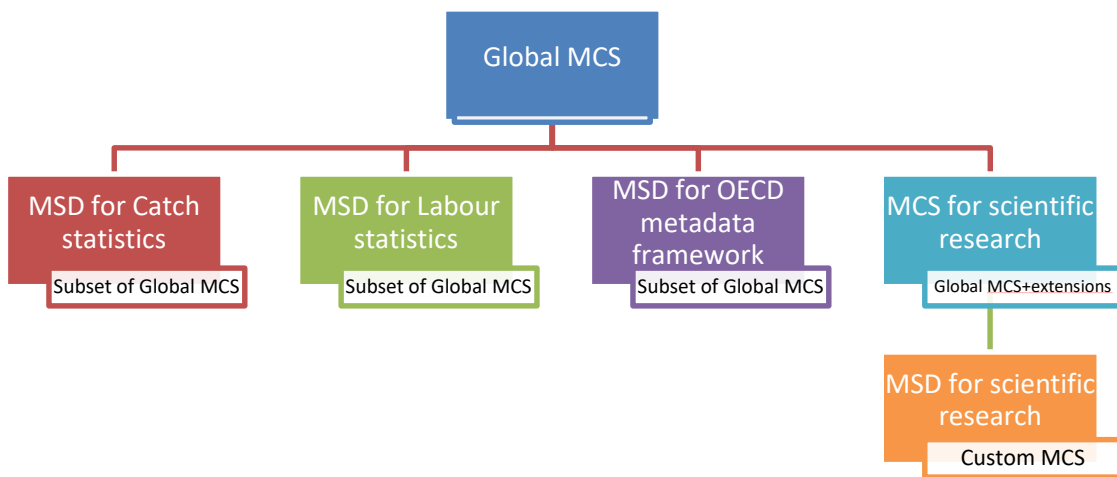 Global MCS
MSD for Catch
statistics
Subset of Global MCS
MSD for Labour
statistics
Subset of Global MCS
MSD for OECD
metadata
framework
Subset of Global MCS
MCS for scientific
research
Global MCS+extensions
MSD for scientific
research
Custom MCS